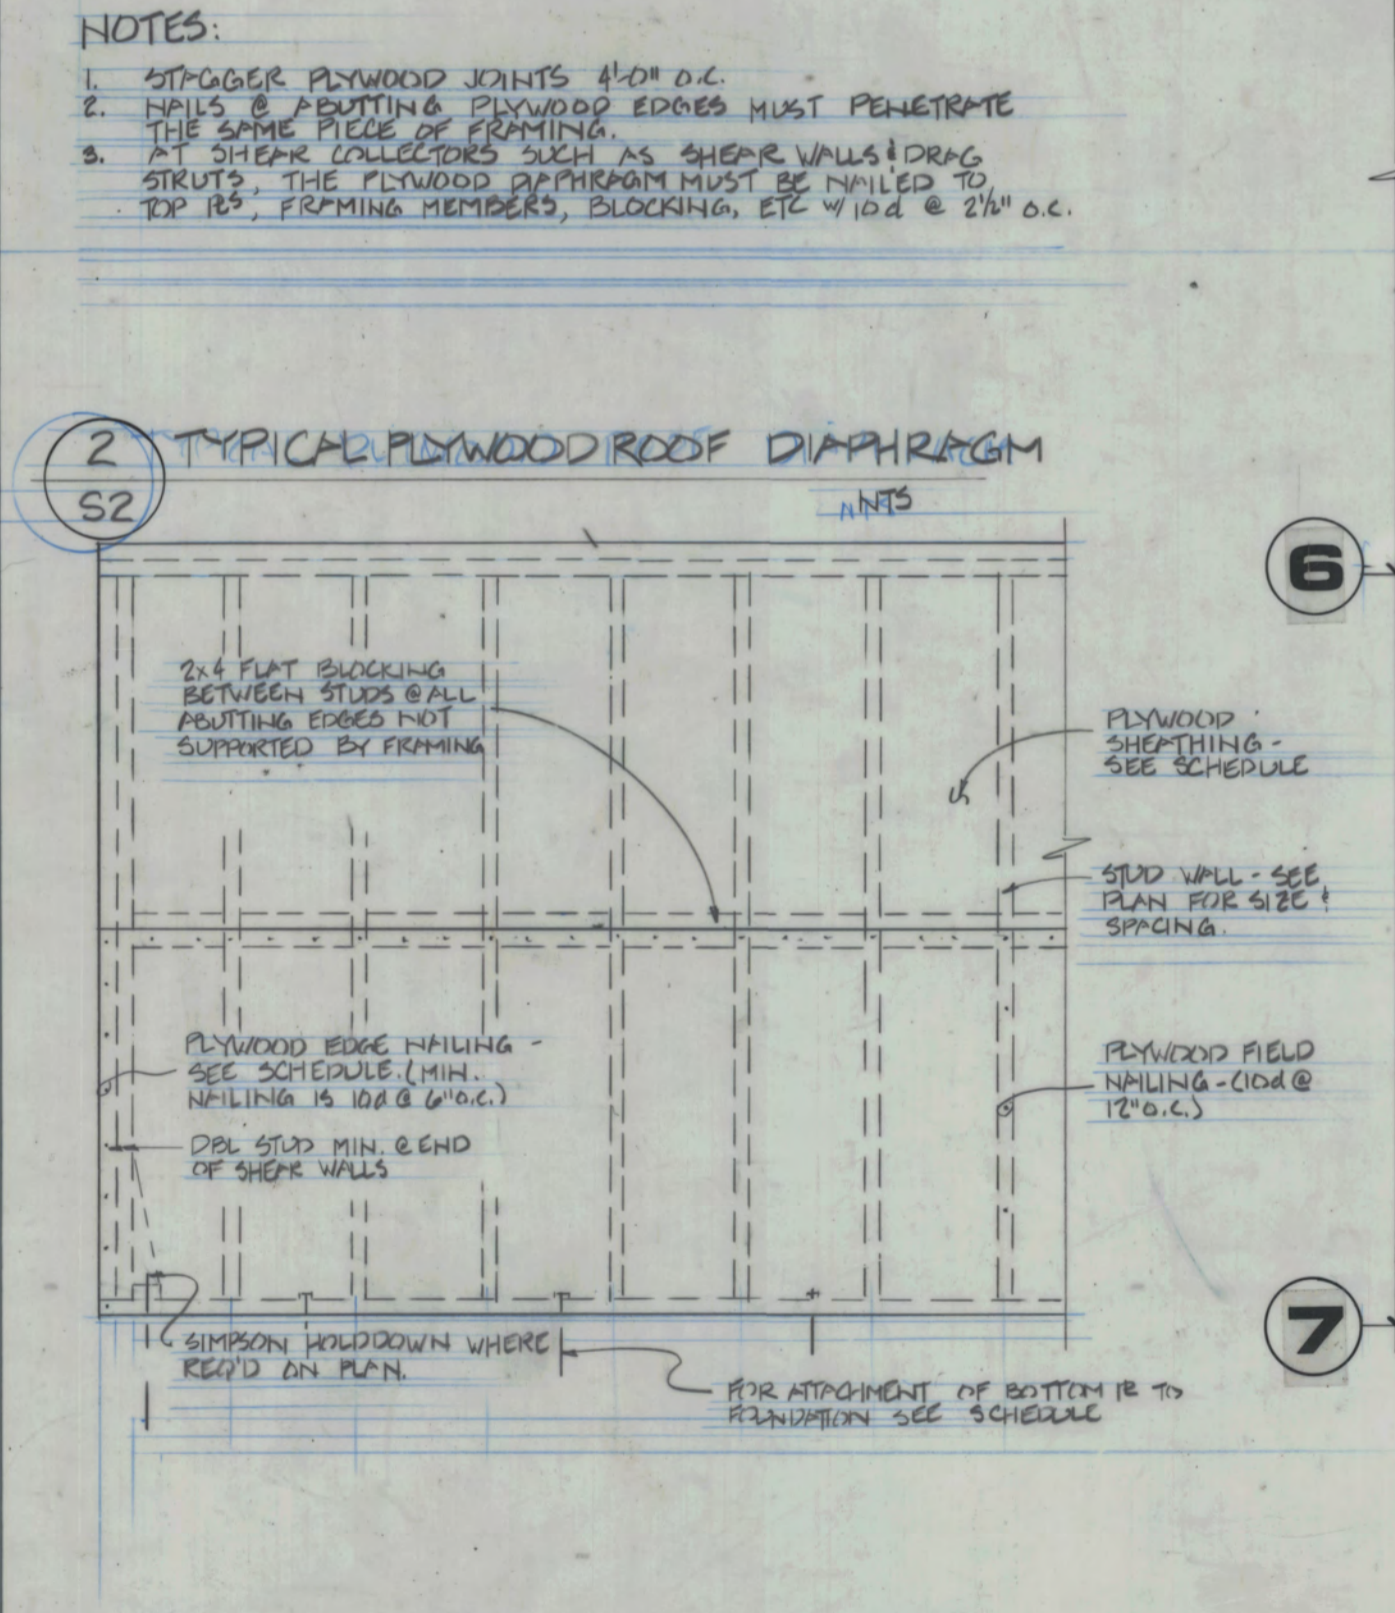 NOTES:
1. STAGGER PLYWOOD JOINTS 4'-0" O.C.
2. NAILS @ ABUTTING PLYWOOD EDGES MUST PENETRATE
THE SAME PIECE OF FRAMING.
3. AT SHEAR COLLECTORS SUCH AS SHEAR WALLS & DRAG
STRUTS, THE PLYWOOD DIAPHRAGM MUST BE NAILED TO
TOP PLS, FRAMING MEMBERS, BLOCKING, ETC W/ 10d @ 2½" O.C.
2
S2
TYPICAL PLYWOOD ROOF DIAPHRAGM
NTS
6
2x4 FLAT BLOCKING
BETWEEN STUDS @ ALL
ABUTTING EDGES NOT
SUPPORTED BY FRAMING
PLYWOOD
SHEATHING -
SEE SCHEDULE
STUD WALL - SEE
PLAN FOR SIZE &
SPACING.
PLYWOOD EDGE NAILING -
SEE SCHEDULE. (MIN.
NAILING IS 10d @ 6" O.C.)
PLYWOOD FIELD
NAILING - (10d @
12" O.C.)
DBL STUD MIN. @ END
OF SHEAR WALLS
7
SIMPSON HOLDDOWN WHERE
REQ'D ON PLAN.
FOR ATTACHMENT OF BOTTOM PL TO
FOUNDATION SEE SCHEDULE